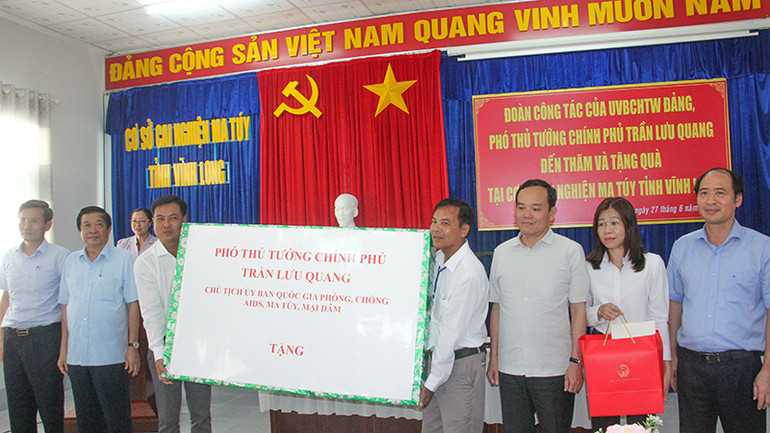 ĐẢNG CỘNG SẢN VIỆT NAM QUANG VINH MUÔN NĂM
CƠ SỞ CAI NGHIỆN MA TÚY
TỈNH VĨNH LONG
ĐOÀN CÔNG TÁC CỦA UVBCHTW ĐẢNG,
PHÓ THỦ TƯỚNG CHÍNH PHỦ TRẦN LƯU QUANG
ĐẾN THĂM VÀ TẶNG QUÀ
TẠI CƠ NGHIỆN MA TÚY TỈNH VĨNH
ngày 27 tháng 6 năm
PHÓ THỦ TƯỚNG CHÍNH PHỦ
TRẦN LƯU QUANG
CHỦ TỊCH ỦY BAN QUỐC GIA PHÒNG, CHỐNG
AIDS, MA TÚY, MẠI DÂM
TẶNG